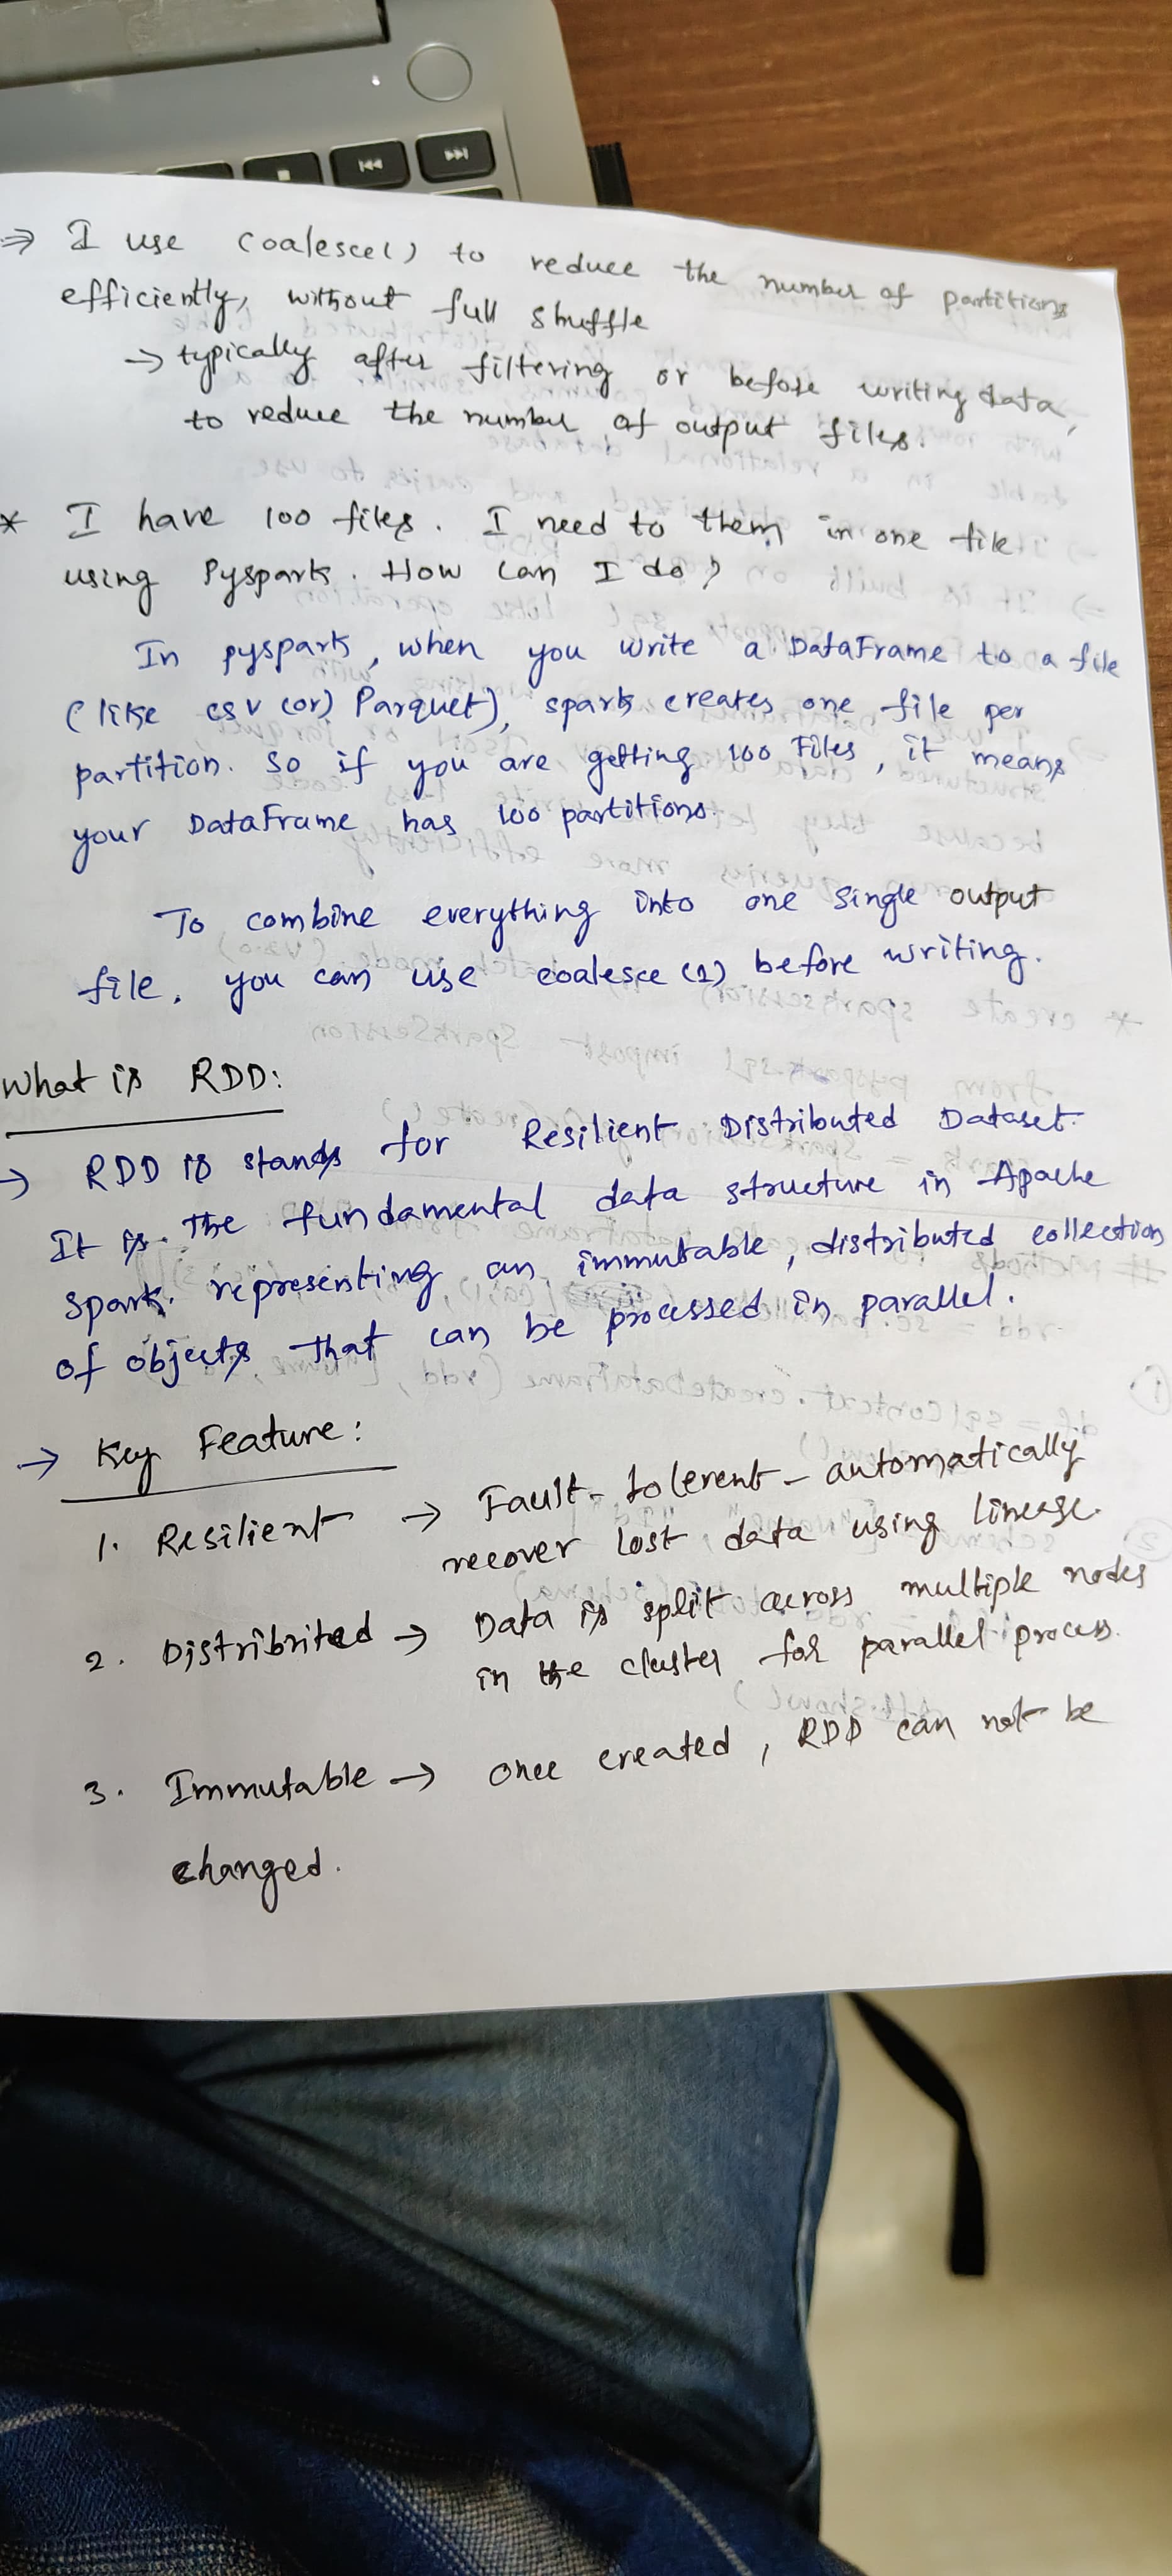 ⇒ I use coalesce() to reduce the number of partitions
efficiently, without full shuffle
→ typically after filtering or before writing data,
to reduce the number of output files.
* I have 100 files. I need to them in one file
using Pyspark. How can I do?
In pyspark, when you write a DataFrame to a file
(like csv (or) Parquet), spark creates one file per
partition. So if you are getting 100 Files, it means
your DataFrame has 100 partitions.
To combine everything into one single output
file, you can use coalesce (1) before writing.
What is RDD:
→ RDD is stands for Resilient Distributed Dataset.
It is. The fundamental data structure in Apache
Spark. representing an immutable, distributed collection
of objects that can be processed in parallel.
→ Key Feature:
1. Resilient → Fault-tolerent - automatically
recover lost data using lineage.
2. Distribrited → Data is split across multiple nodes
in the cluster for parallel process.
3. Immutable → once created, RDD can not be
changed.